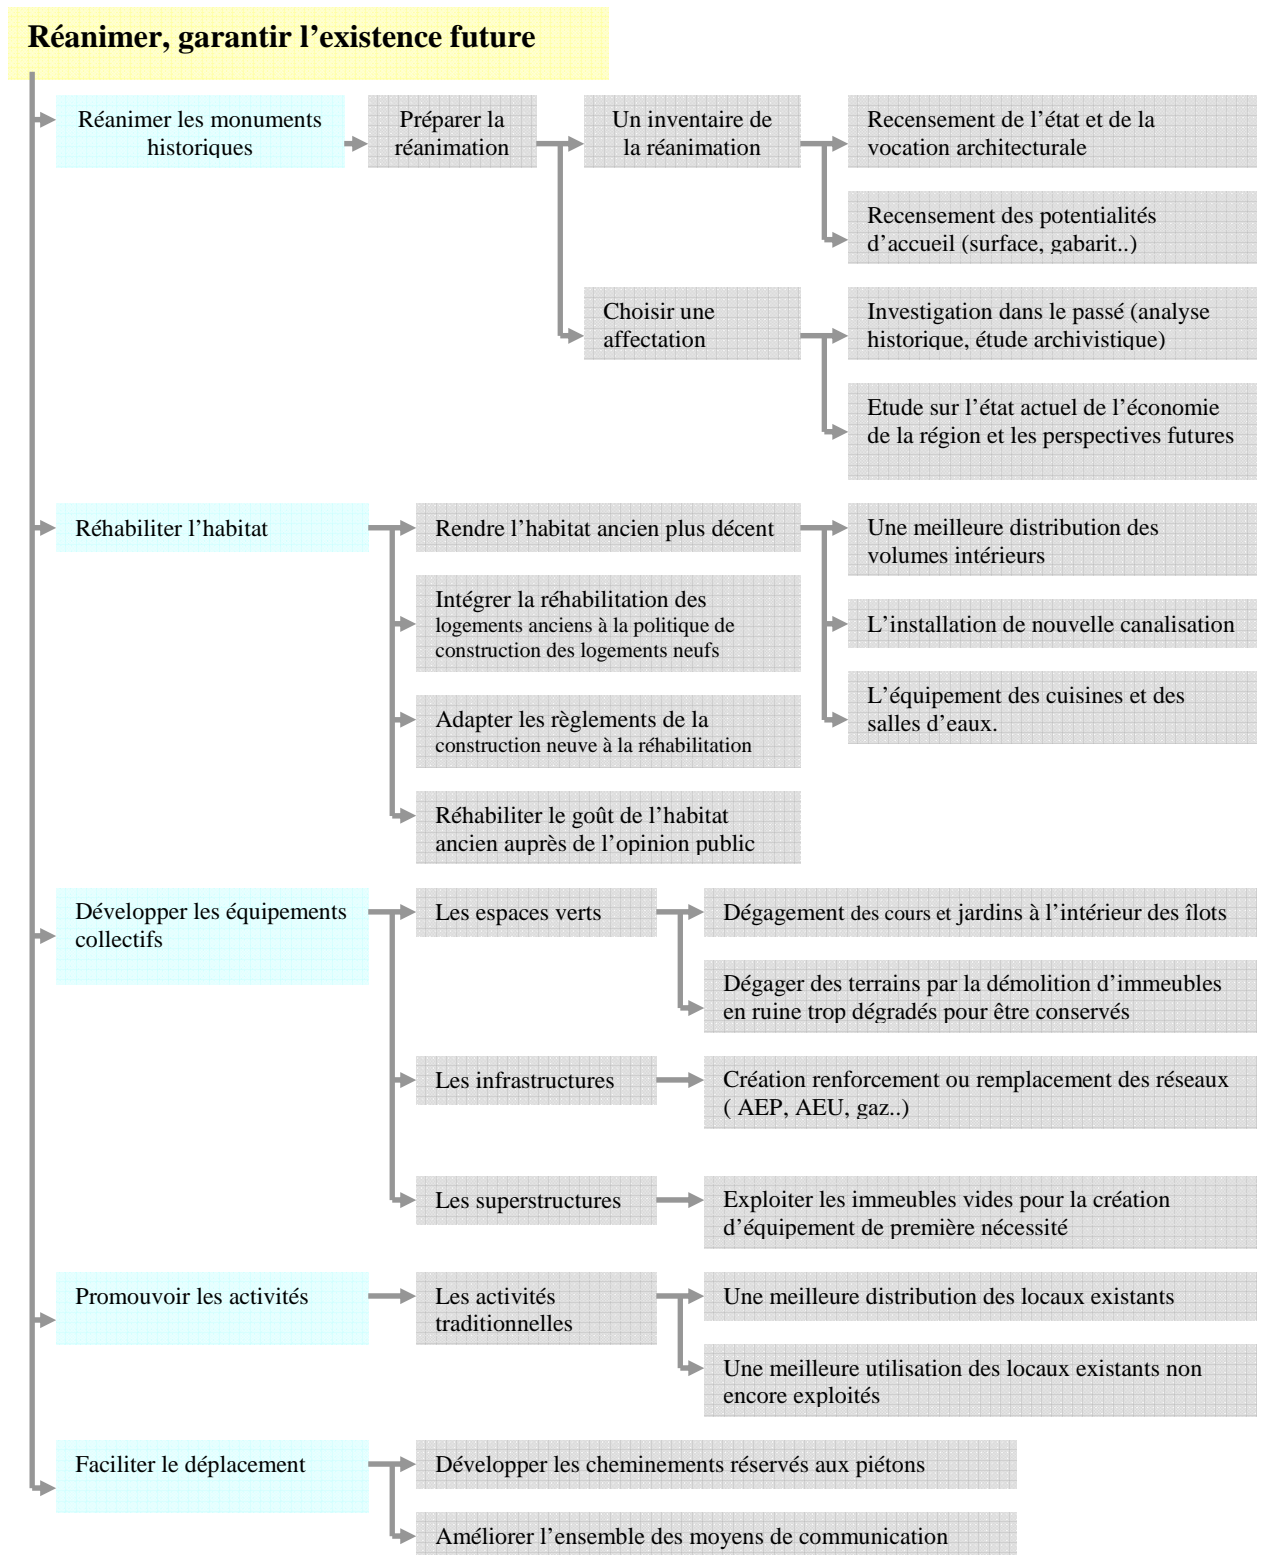 Réanimer, garantir l’existence future
Réanimer les monuments
historiques
Préparer la
réanimation
Un inventaire de
la réanimation
Recensement de l’état et de la
vocation architecturale
Recensement des potentialités
d’accueil (surface, gabarit..)
Choisir une
affectation
Investigation dans le passé (analyse
historique, étude archivistique)
Etude sur l’état actuel de l’économie
de la région et les perspectives futures
Réhabiliter l’habitat
Rendre l’habitat ancien plus décent
Une meilleure distribution des
volumes intérieurs
Intégrer la réhabilitation des
logements anciens à la politique de
construction des logements neufs
L’installation de nouvelle canalisation
L’équipement des cuisines et des
salles d’eaux.
Adapter les règlements de la
construction neuve à la réhabilitation
Réhabiliter le goût de l’habitat
ancien auprès de l’opinion public
Développer les équipements
collectifs
Les espaces verts
Dégagement des cours et jardins à l’intérieur des îlots
Dégager des terrains par la démolition d’immeubles
en ruine trop dégradés pour être conservés
Les infrastructures
Création renforcement ou remplacement des réseaux
( AEP, AEU, gaz..)
Les superstructures
Exploiter les immeubles vides pour la création
d’équipement de première nécessité
Promouvoir les activités
Les activités
traditionnelles
Une meilleure distribution des locaux existants
Une meilleure utilisation des locaux existants non
encore exploités
Faciliter le déplacement
Développer les cheminements réservés aux piétons
Améliorer l’ensemble des moyens de communication